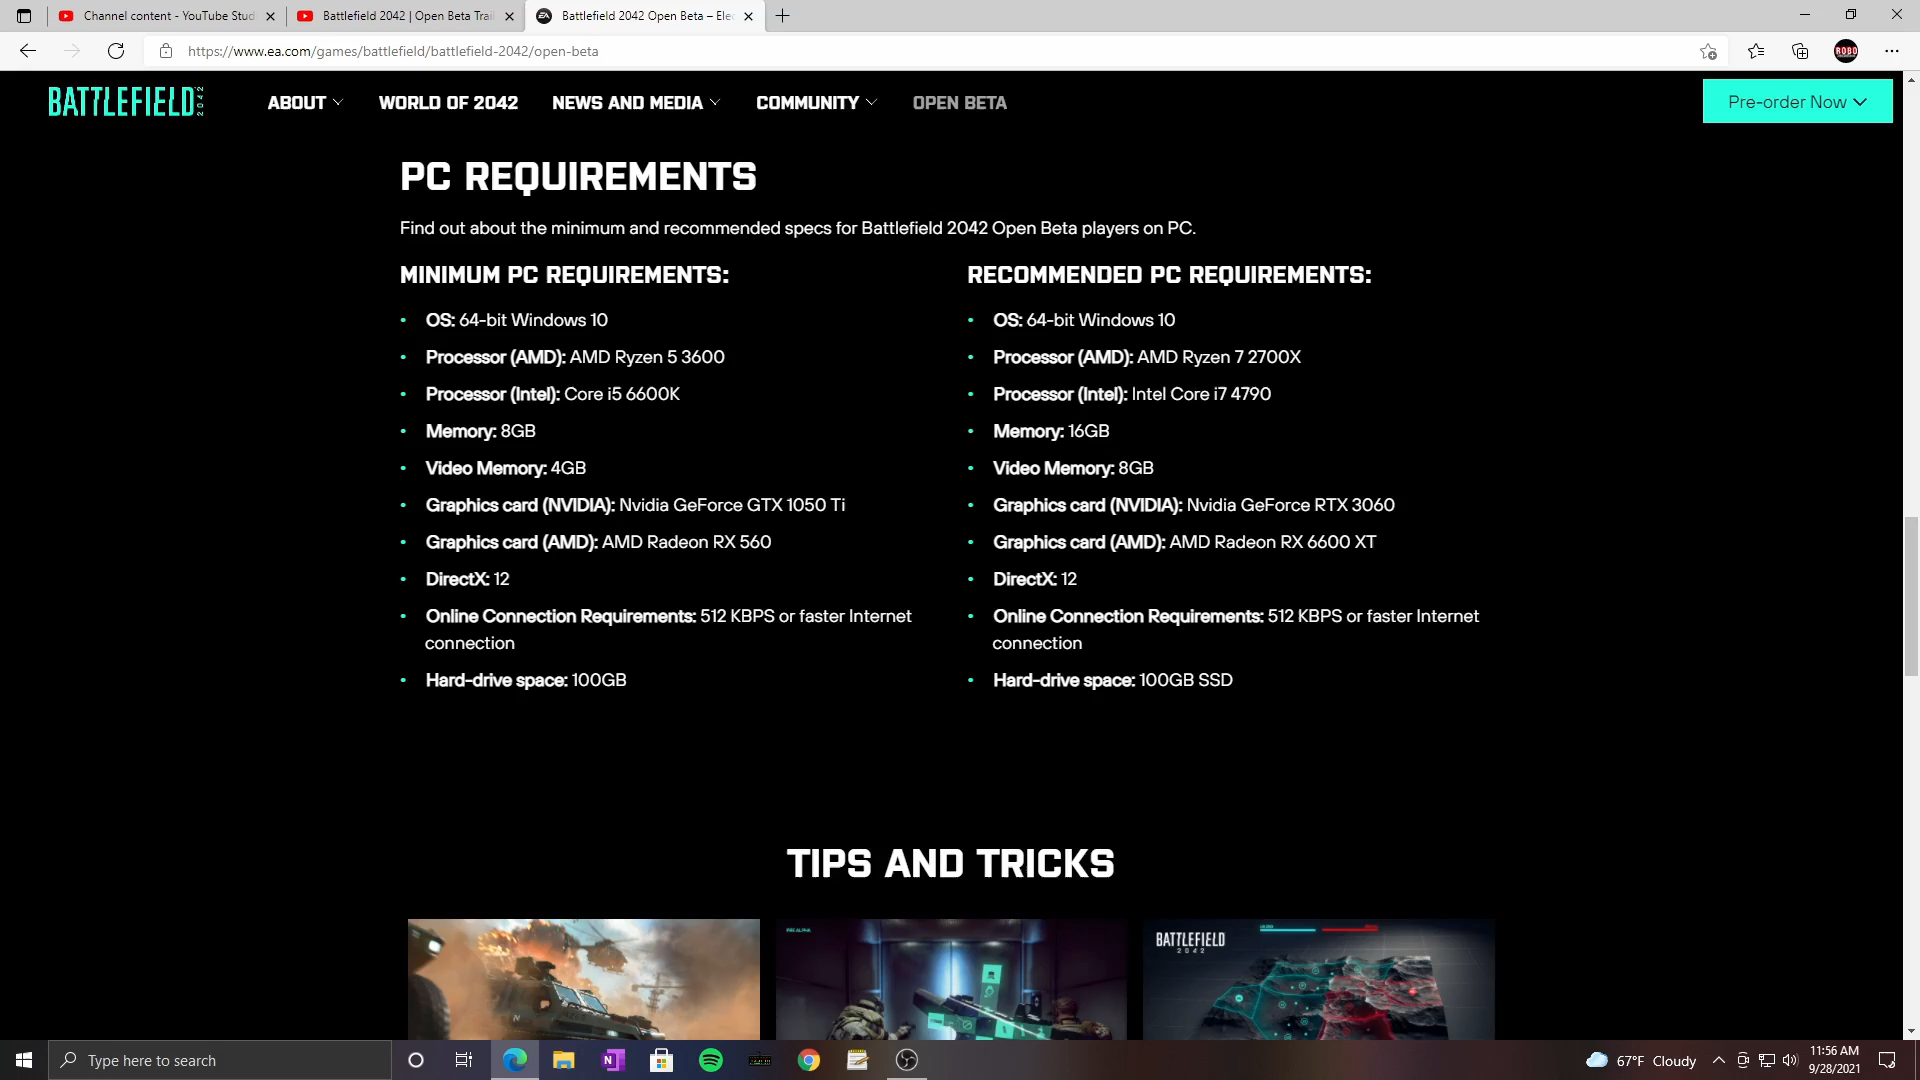 Channel content - YouTube Stud
Battlefield 2042 | Open Beta Trail
Battlefield 2042 Open Beta – Elec
https://www.ea.com/games/battlefield/battlefield-2042/open-beta
ROBO
BATTLEFIELD 2042
ABOUT
WORLD OF 2042
NEWS AND MEDIA
COMMUNITY
OPEN BETA
Pre-order Now
PC REQUIREMENTS
Find out about the minimum and recommended specs for Battlefield 2042 Open Beta players on PC.
MINIMUM PC REQUIREMENTS:
• OS: 64-bit Windows 10
• Processor (AMD): AMD Ryzen 5 3600
• Processor (Intel): Core i5 6600K
• Memory: 8GB
• Video Memory: 4GB
• Graphics card (NVIDIA): Nvidia GeForce GTX 1050 Ti
• Graphics card (AMD): AMD Radeon RX 560
• DirectX: 12
• Online Connection Requirements: 512 KBPS or faster Internet
connection
• Hard-drive space: 100GB
RECOMMENDED PC REQUIREMENTS:
• OS: 64-bit Windows 10
• Processor (AMD): AMD Ryzen 7 2700X
• Processor (Intel): Intel Core i7 4790
• Memory: 16GB
• Video Memory: 8GB
• Graphics card (NVIDIA): Nvidia GeForce RTX 3060
• Graphics card (AMD): AMD Radeon RX 6600 XT
• DirectX: 12
• Online Connection Requirements: 512 KBPS or faster Internet
connection
• Hard-drive space: 100GB SSD
TIPS AND TRICKS
PRE ALPHA
BATTLEFIELD
2042
Type here to search
67°F Cloudy
11:56 AM
9/28/2021